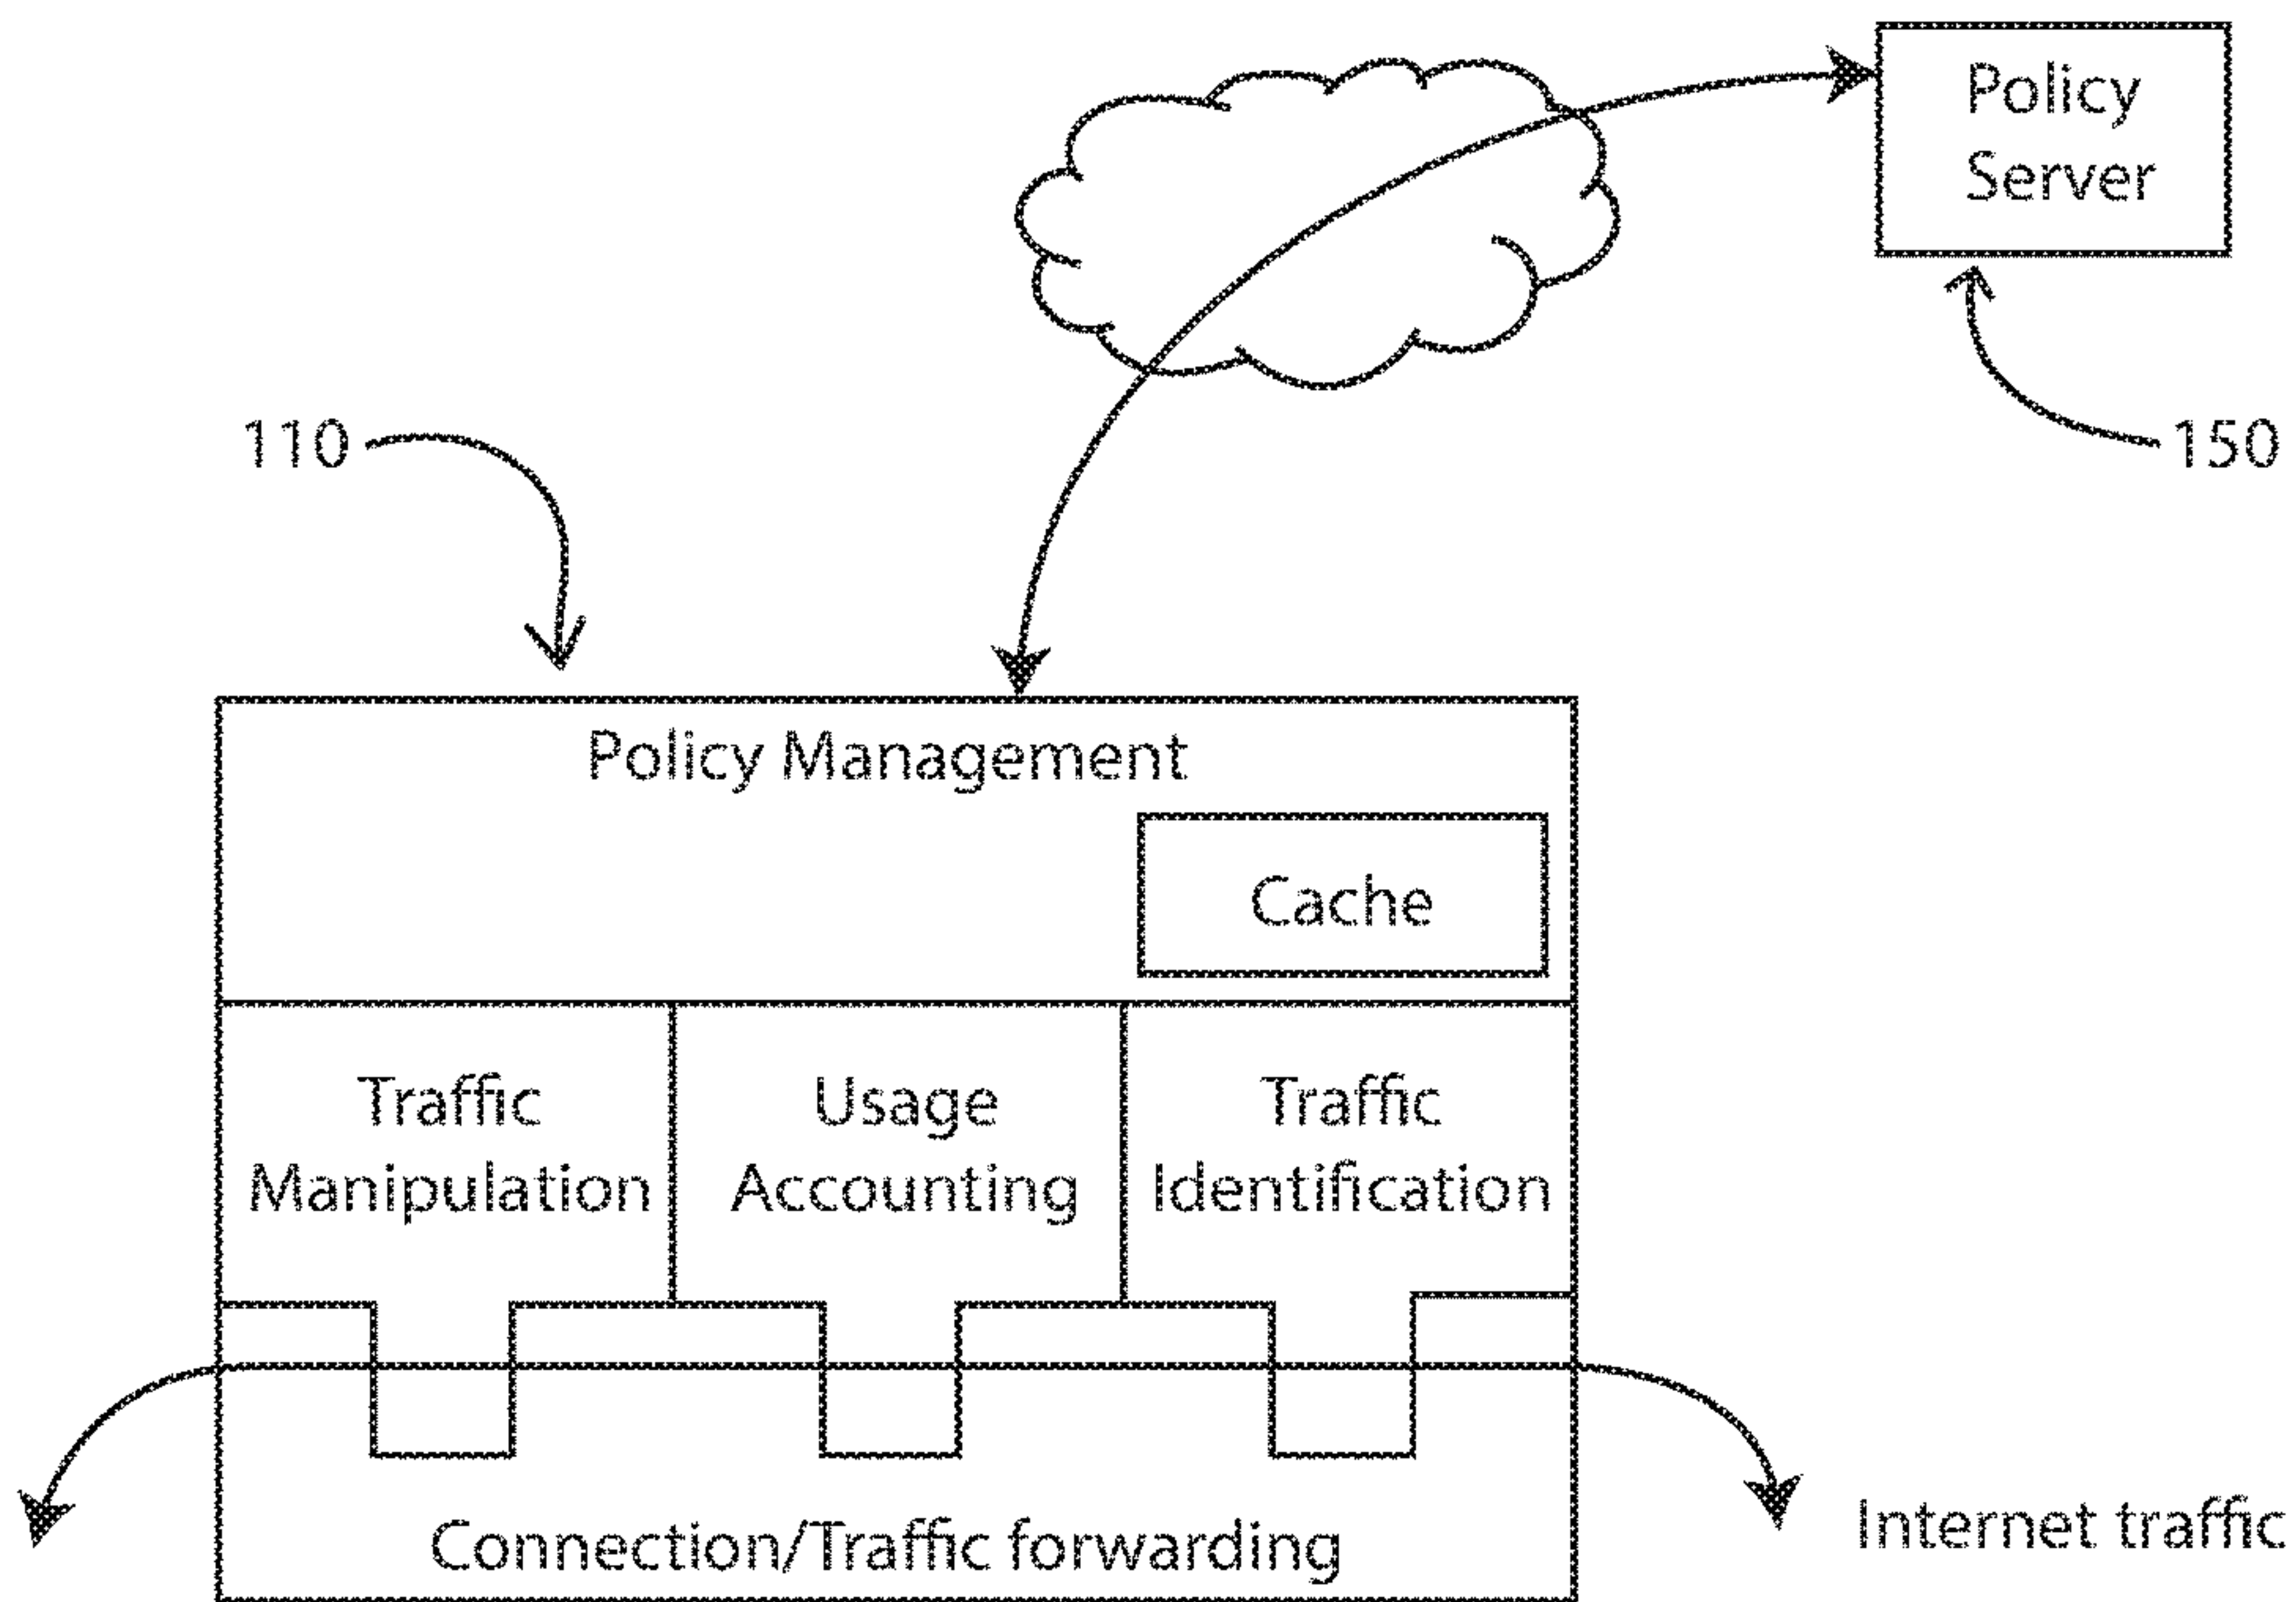 Policy
Server
110
150
Policy Management
Cache
Traffic
Manipulation
Usage
Accounting
Traffic
Identification
Connection/Traffic forwarding
Internet traffic